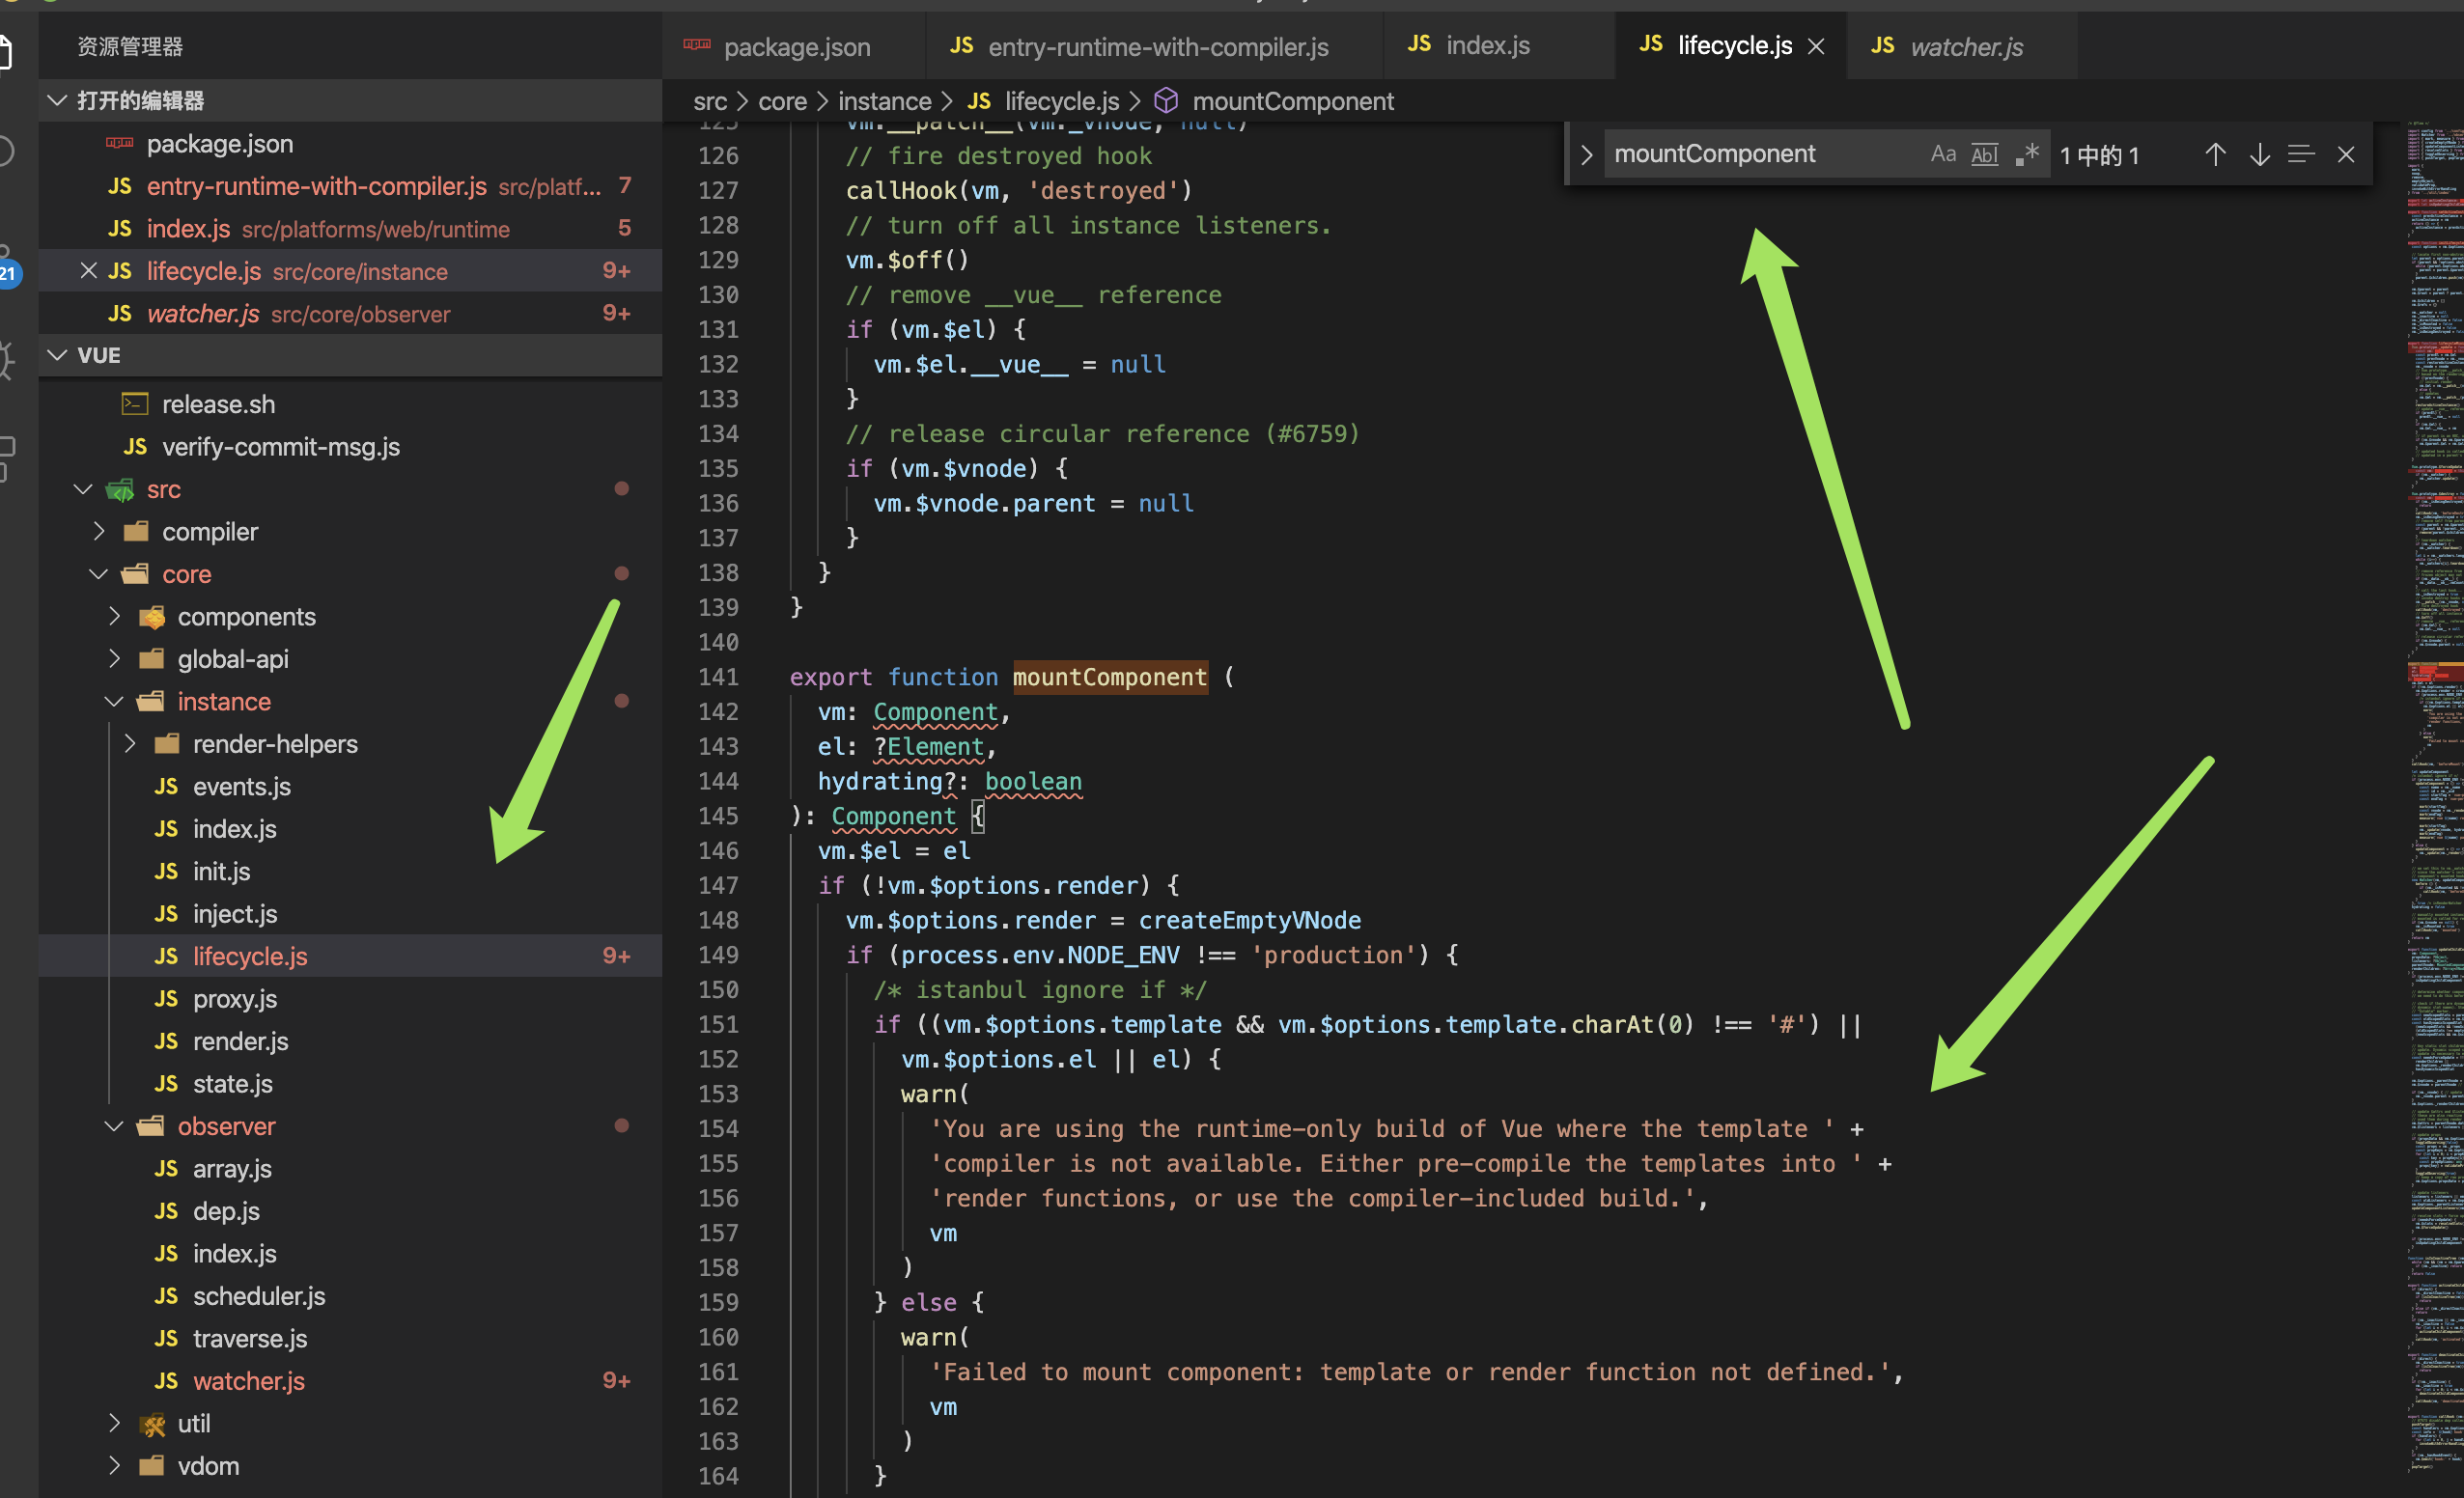 资源管理器
打开的编辑器
package.json
JS entry-runtime-with-compiler.js src/platf... 7
JS index.js src/platforms/web/runtime 5
JS lifecycle.js src/core/instance 9+
JS watcher.js src/core/observer 9+
21
VUE
release.sh
JS verify-commit-msg.js
src
compiler
core
components
global-api
instance
render-helpers
JS events.js
JS index.js
JS init.js
JS inject.js
JS lifecycle.js 9+
JS proxy.js
JS render.js
JS state.js
observer
JS array.js
JS dep.js
JS index.js
JS scheduler.js
JS traverse.js
JS watcher.js 9+
util
vdom
package.json
JS entry-runtime-with-compiler.js
JS index.js
JS lifecycle.js
JS watcher.js
src > core > instance > JS lifecycle.js > mountComponent
mountComponent Aa Abl .* 1 中的 1
125 vm.__patch__(vm._vnode, null)
126 // fire destroyed hook
127 callHook(vm, 'destroyed')
128 // turn off all instance listeners.
129 vm.$off()
130 // remove __vue__ reference
131 if (vm.$el) {
132 vm.$el.__vue__ = null
133 }
134 // release circular reference (#6759)
135 if (vm.$vnode) {
136 vm.$vnode.parent = null
137 }
138 }
139 }
140
141 export function mountComponent (
142 vm: Component,
143 el: ?Element,
144 hydrating?: boolean
145 ): Component {
146 vm.$el = el
147 if (!vm.$options.render) {
148 vm.$options.render = createEmptyVNode
149 if (process.env.NODE_ENV !== 'production') {
150 /* istanbul ignore if */
151 if ((vm.$options.template && vm.$options.template.charAt(0) !== '#') ||
152 vm.$options.el || el) {
153 warn(
154 'You are using the runtime-only build of Vue where the template ' +
155 'compiler is not available. Either pre-compile the templates into ' +
156 'render functions, or use the compiler-included build.',
157 vm
158 )
159 } else {
160 warn(
161 'Failed to mount component: template or render function not defined.',
162 vm
163 )
164 }